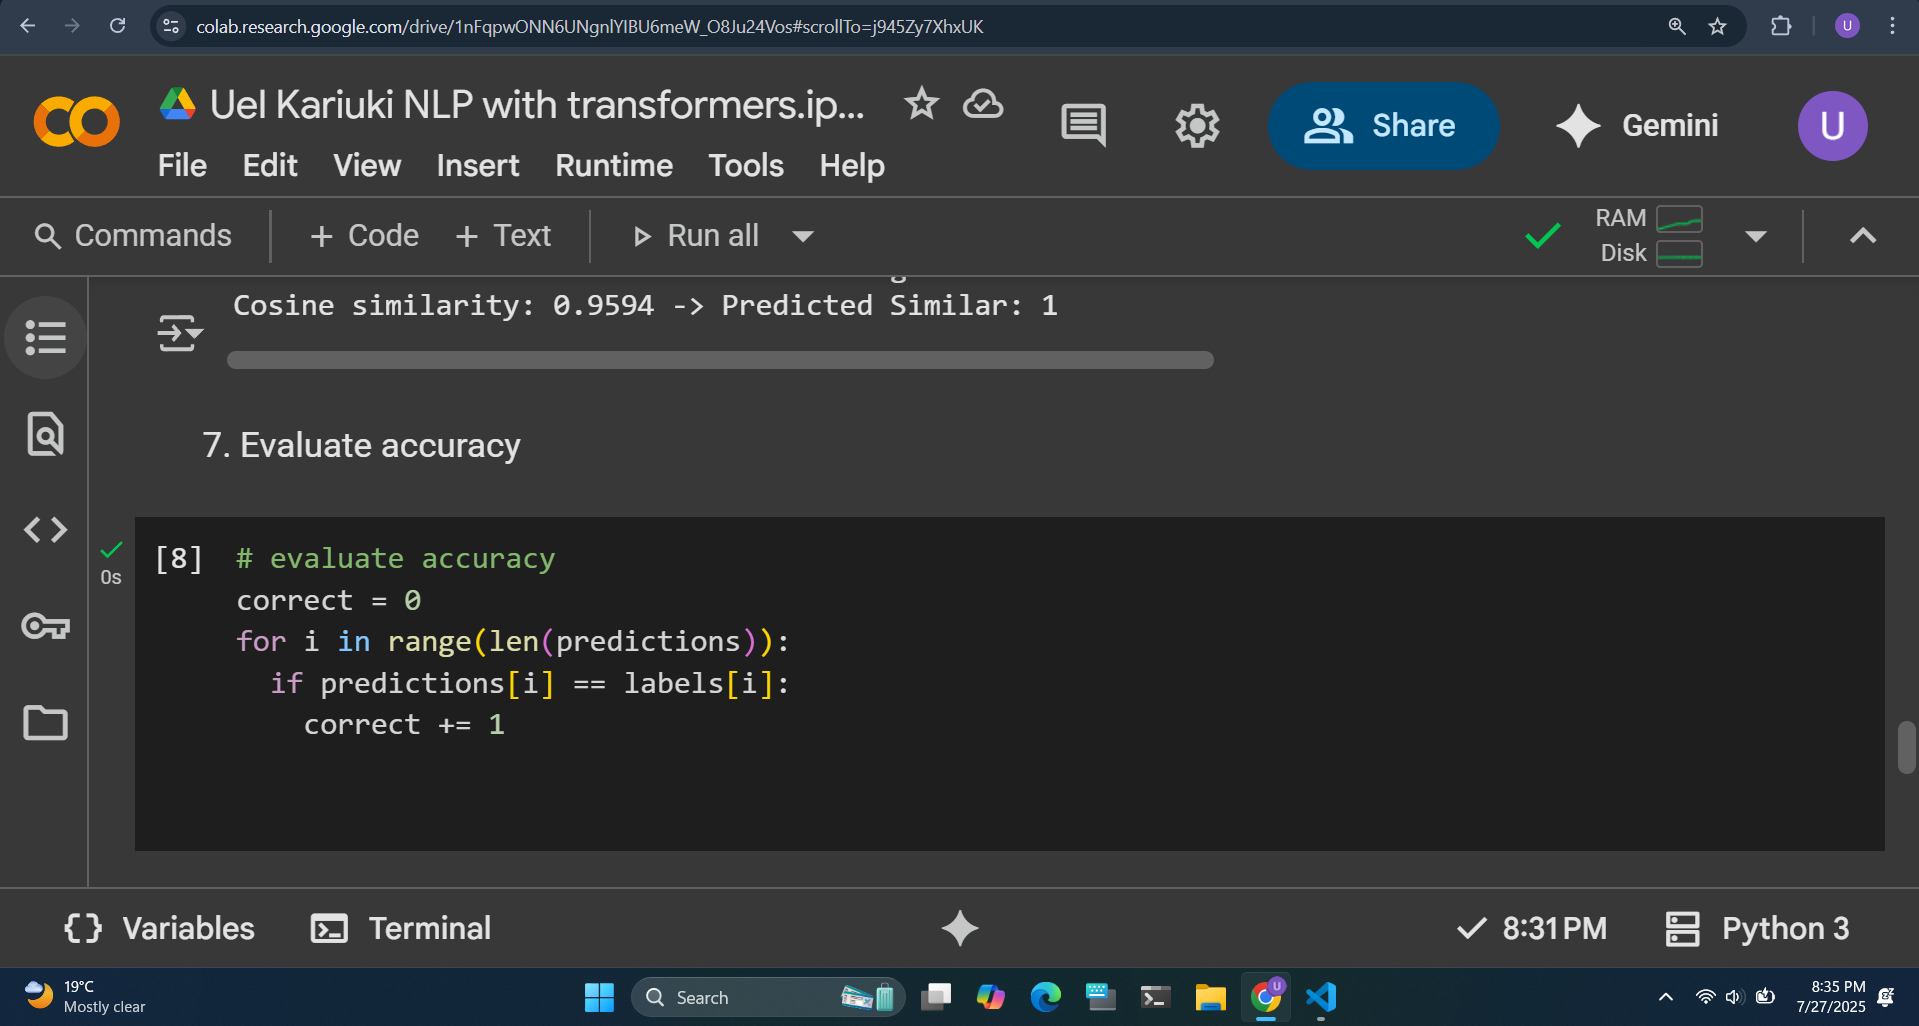 colab.research.google.com/drive/1nFqpwONN6UNgnlYIBU6meW_O8Ju24Vos#scrollTo=j945Zy7XhxUK
U
Uel Kariuki NLP with transformers.ip...
File Edit View Insert Runtime Tools Help
Share
Gemini
U
Commands
+ Code + Text
Run all
RAM
Disk
Cosine similarity: 0.9594 -> Predicted Similar: 1
7. Evaluate accuracy
0s
[8] # evaluate accuracy
correct = 0
for i in range(len(predictions)):
if predictions[i] == labels[i]:
correct += 1
Variables
Terminal
8:31 PM
Python 3
19°C
Mostly clear
Search
U
8:35 PM
7/27/2025